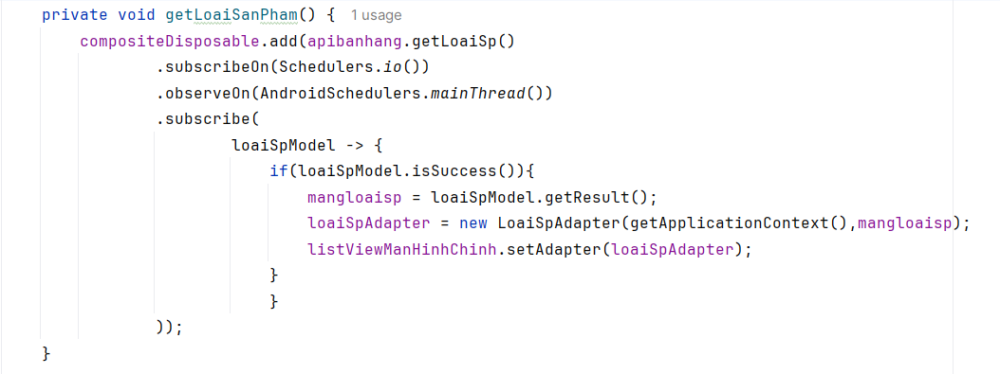 private void getLoaiSanPham() { 1 usage
compositeDisposable.add(apibanhang.getLoaiSp()
.subscribeOn(Schedulers.io())
.observeOn(AndroidSchedulers.mainThread())
.subscribe(
loaiSpModel -> {
if(loaiSpModel.isSuccess()){
mangloaisp = loaiSpModel.getResult();
loaiSpAdapter = new LoaiSpAdapter(getApplicationContext(),mangloaisp);
listViewManHinhChinh.setAdapter(loaiSpAdapter);
}
}
));
}